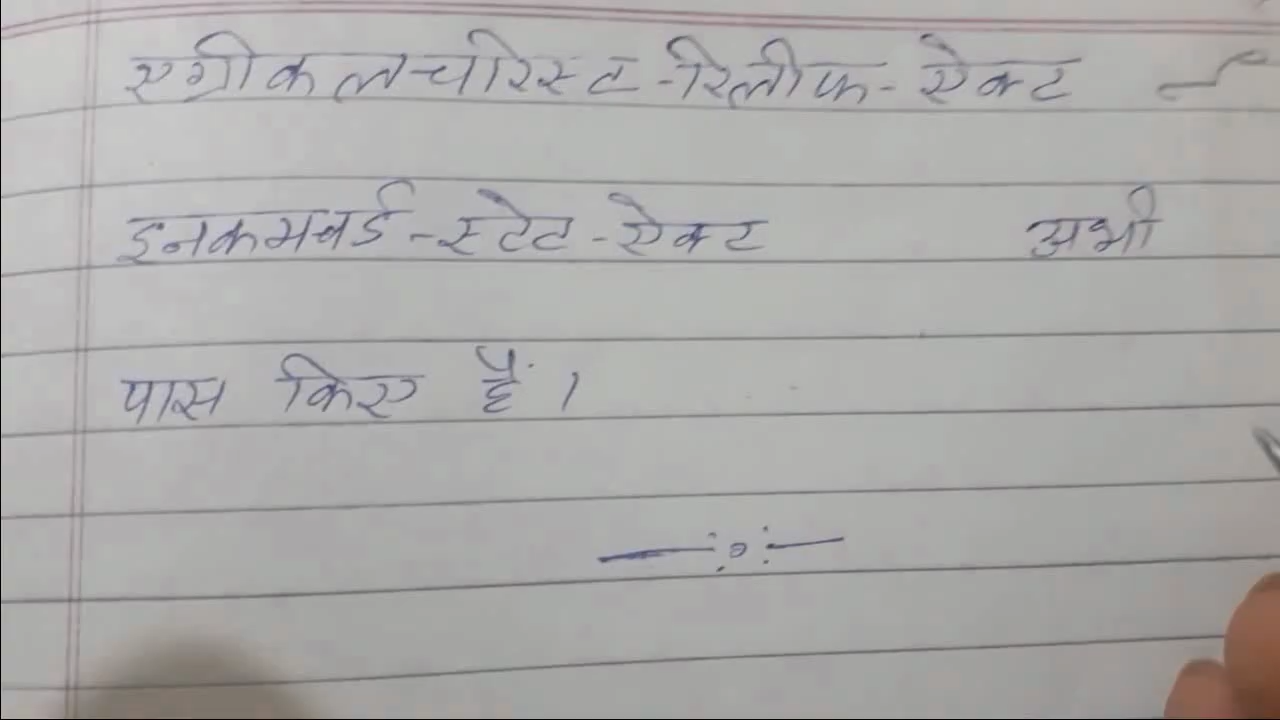 एग्रीकलचरिस्ट-रिलीफ-ऐक्ट
इनकमबर्ड-स्टेट-ऐक्ट अभी
पास किए हैं।